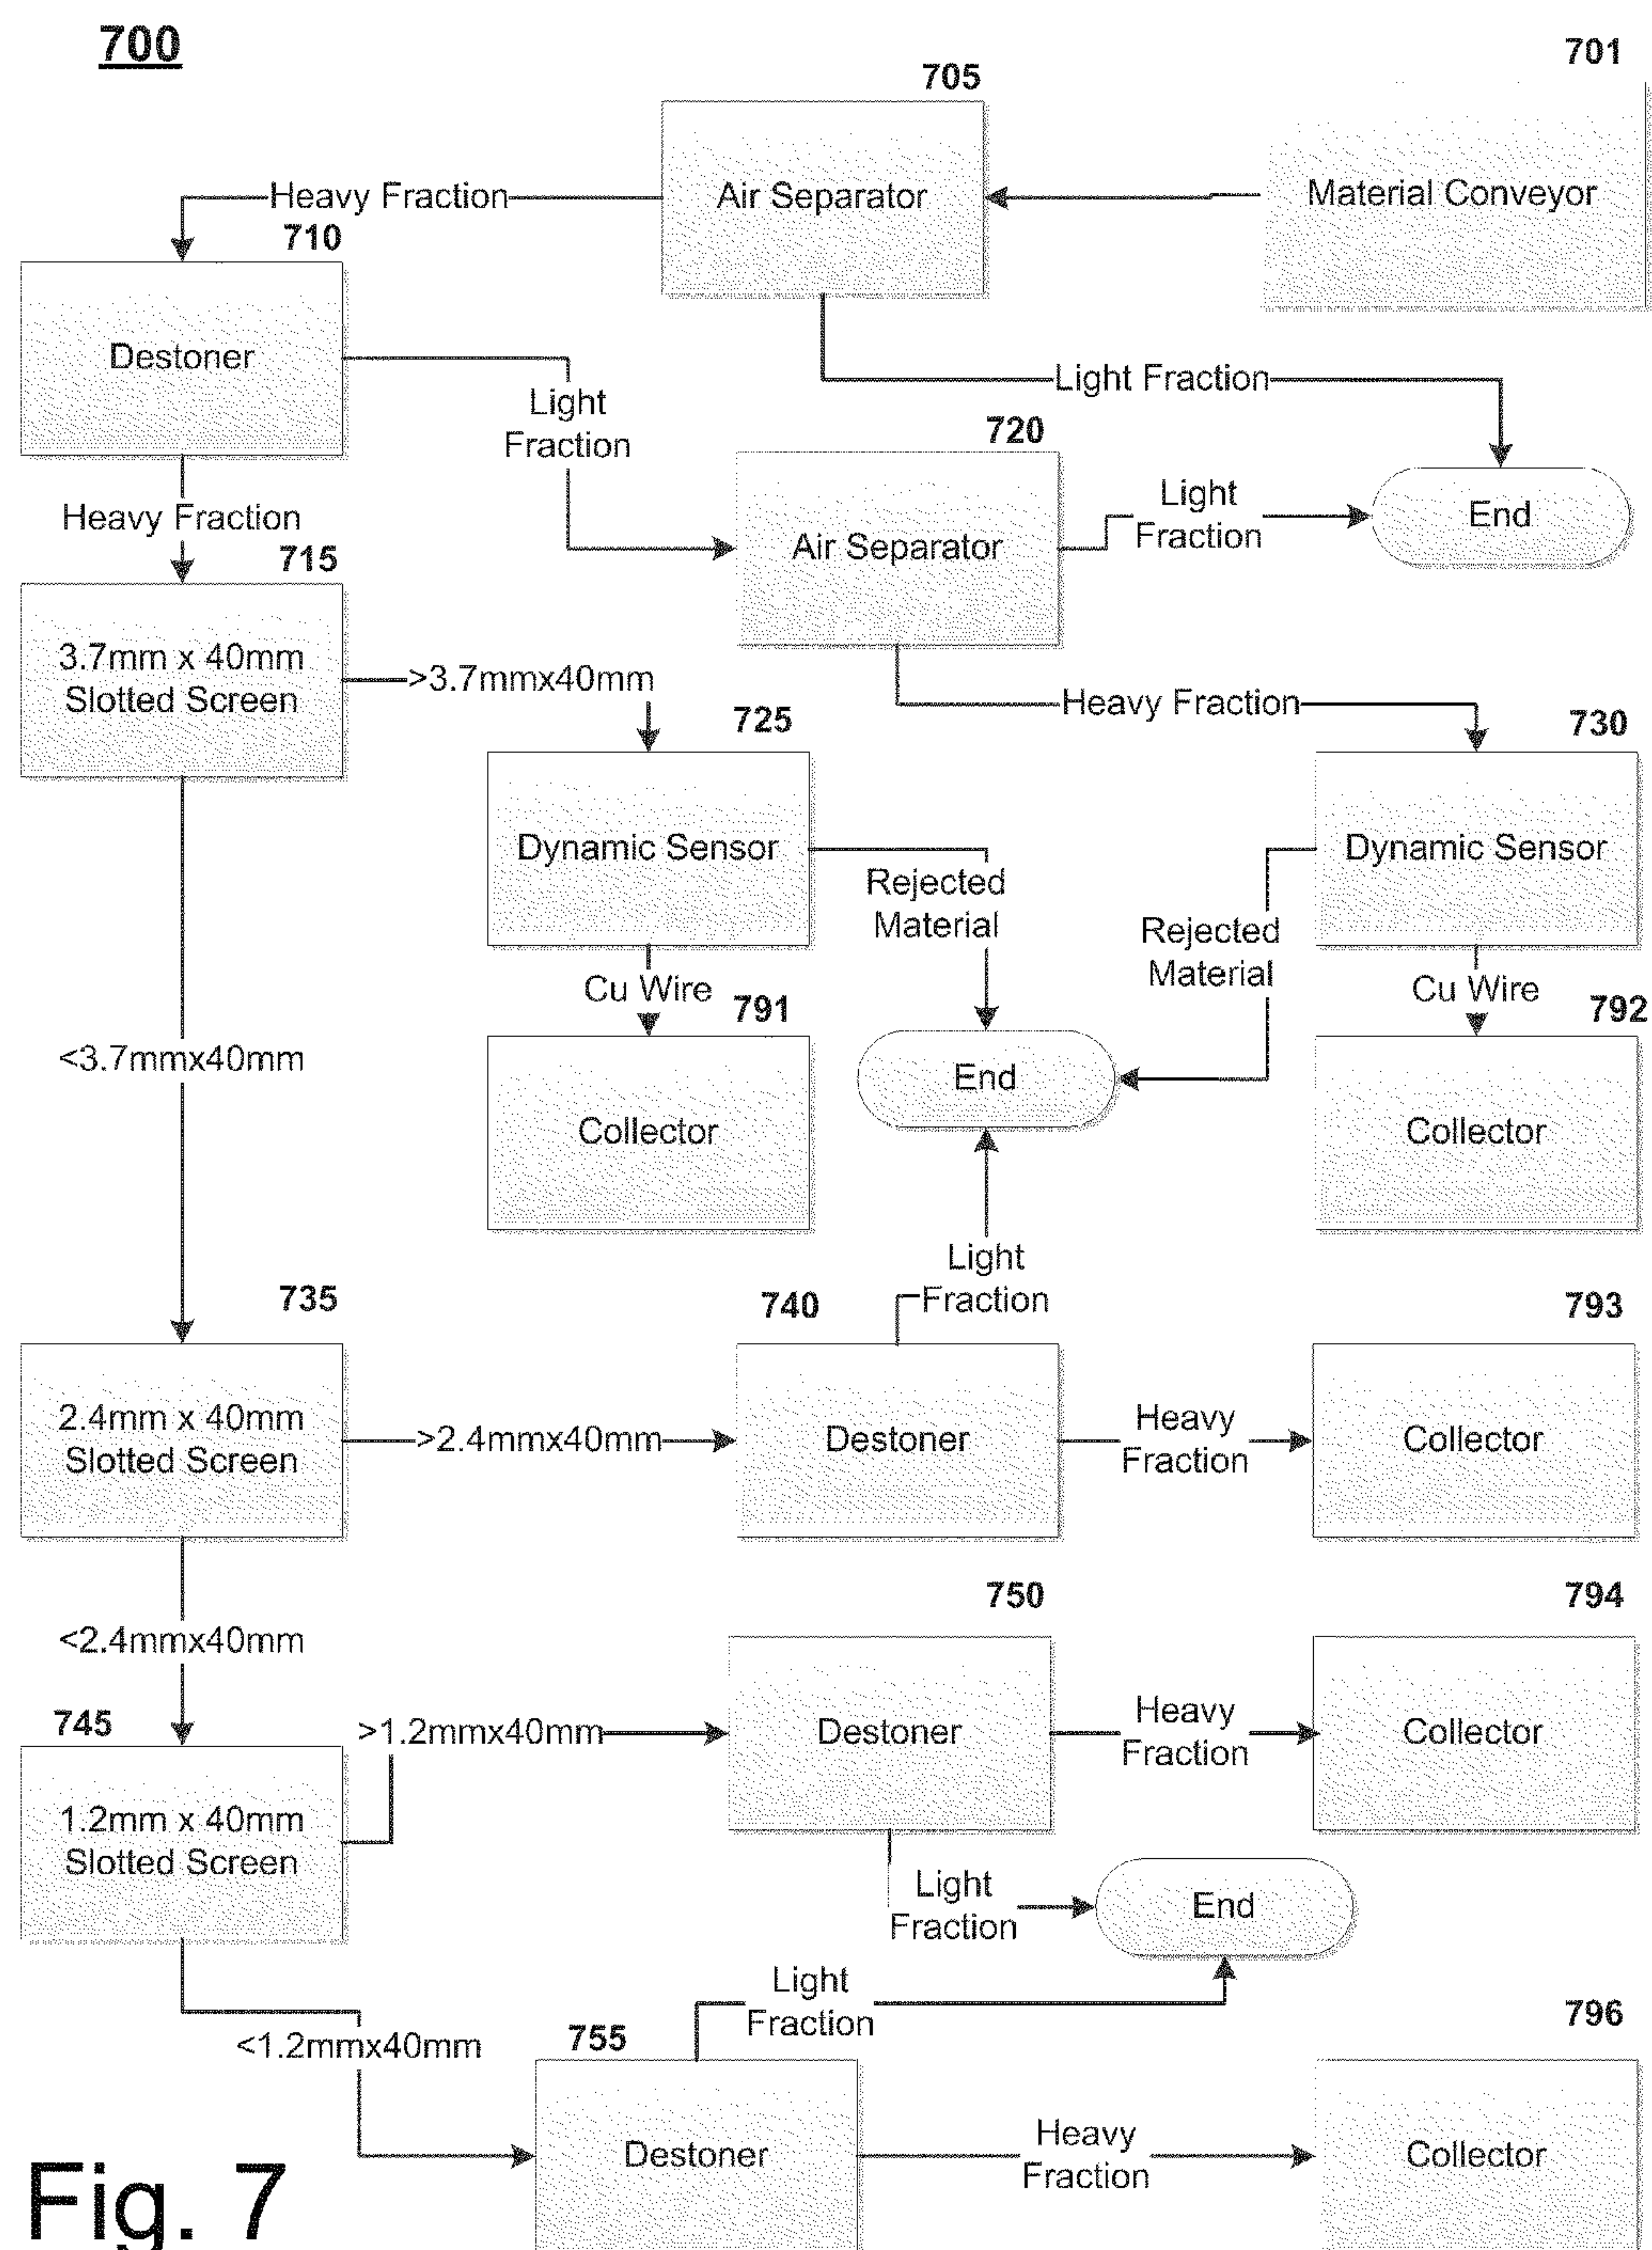 700
701
705
Heavy Fraction
Air Separator
Material Conveyor
710
Destoner
Light Fraction
Light
Fraction
720
Light
Fraction
End
Heavy Fraction
Air Separator
715
3.7mm x 40mm
Slotted Screen
>3.7mmx40mm
Heavy Fraction
725
730
Dynamic Sensor
Dynamic Sensor
Rejected
Material
Rejected
Material
Cu Wire
791
Cu Wire
792
<3.7mmx40mm
End
Collector
Collector
Light
Fraction
735
740
793
2.4mm x 40mm
Slotted Screen
>2.4mmx40mm
Destoner
Heavy
Fraction
Collector
750
794
<2.4mmx40mm
745
>1.2mmx40mm
Destoner
Heavy
Fraction
Collector
1.2mm x 40mm
Slotted Screen
Light
Fraction
End
Light
Fraction
<1.2mmx40mm
755
796
Destoner
Heavy
Fraction
Collector
Fig. 7